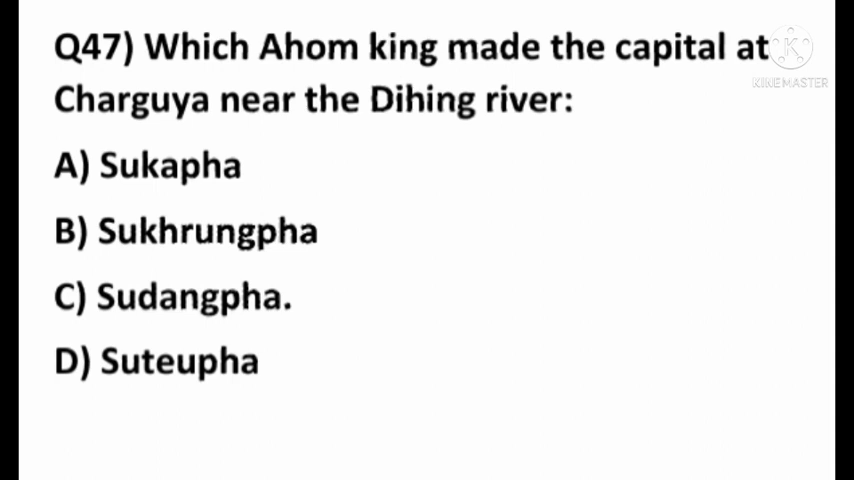 Q47) Which Ahom king made the capital at
Charguya near the Dihing river:
A) Sukapha
B) Sukhrungpha
C) Sudangpha.
D) Suteupha
KINEMASTER